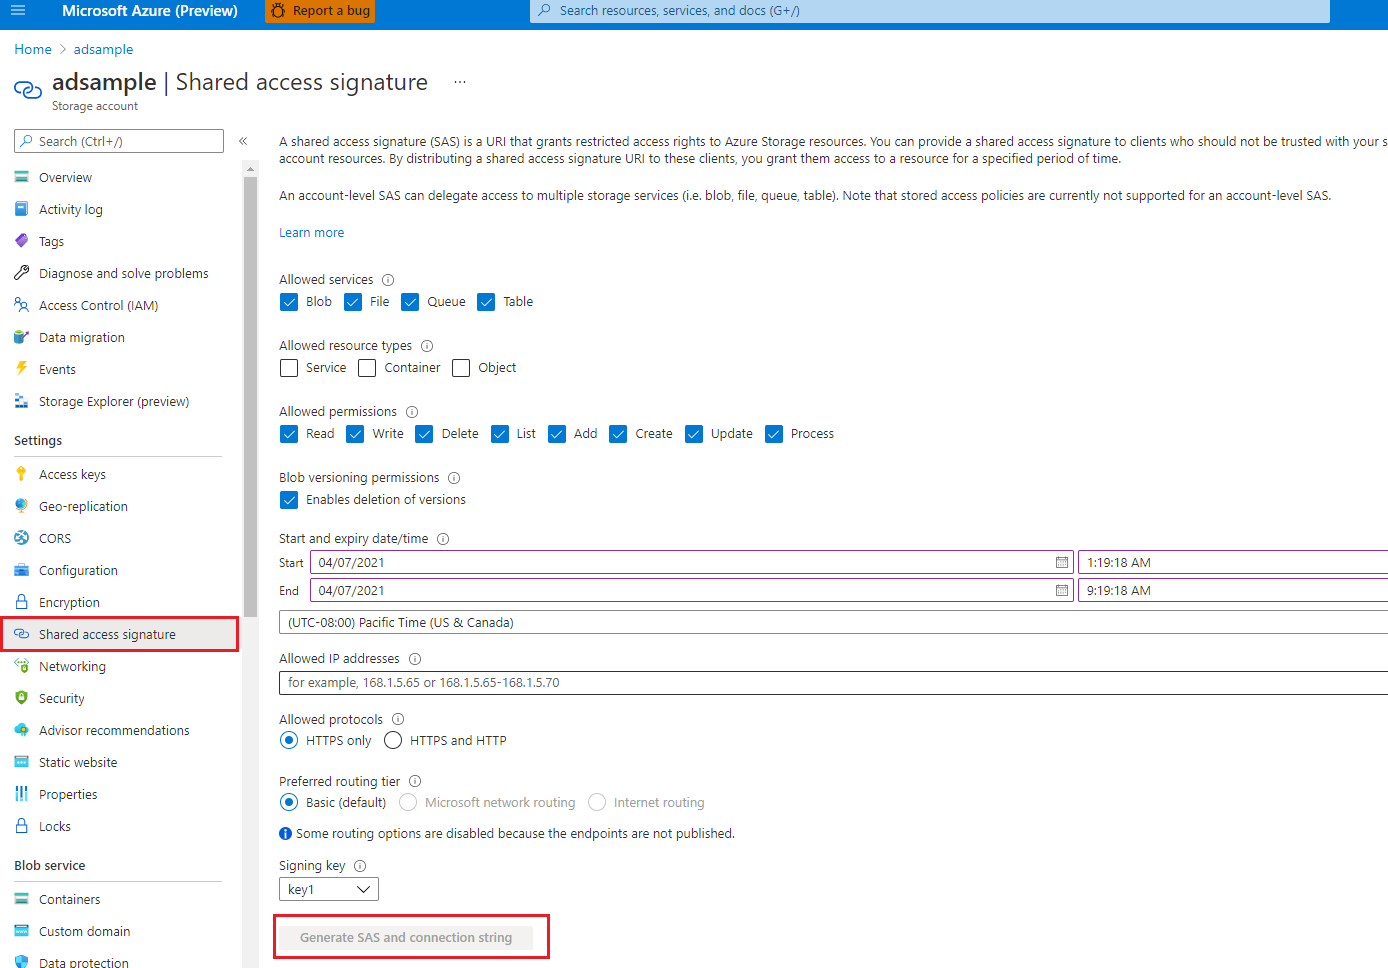 Microsoft Azure (Preview)
Report a bug
Search resources, services, and docs (G+/)
Home > adsample
adsample | Shared access signature ...
Storage account
Search (Ctrl+/)
«
Overview
Activity log
Tags
Diagnose and solve problems
Access Control (IAM)
Data migration
Events
Storage Explorer (preview)
Settings
Access keys
Geo-replication
CORS
Configuration
Encryption
Shared access signature
Networking
Security
Advisor recommendations
Static website
Properties
Locks
Blob service
Containers
Custom domain
Data protection
A shared access signature (SAS) is a URI that grants restricted access rights to Azure Storage resources. You can provide a shared access signature to clients who should not be trusted with your s
account resources. By distributing a shared access signature URI to these clients, you grant them access to a resource for a specified period of time.
An account-level SAS can delegate access to multiple storage services (i.e. blob, file, queue, table). Note that stored access policies are currently not supported for an account-level SAS.
Learn more
Allowed services
Blob File Queue Table
Allowed resource types
Service Container Object
Allowed permissions
Read Write Delete List Add Create Update Process
Blob versioning permissions
Enables deletion of versions
Start and expiry date/time
Start 04/07/2021 1:19:18 AM
End 04/07/2021 9:19:18 AM
(UTC-08:00) Pacific Time (US & Canada)
Allowed IP addresses
for example, 168.1.5.65 or 168.1.5.65-168.1.5.70
Allowed protocols
HTTPS only HTTPS and HTTP
Preferred routing tier
Basic (default) Microsoft network routing Internet routing
Some routing options are disabled because the endpoints are not published.
Signing key
key1
Generate SAS and connection string